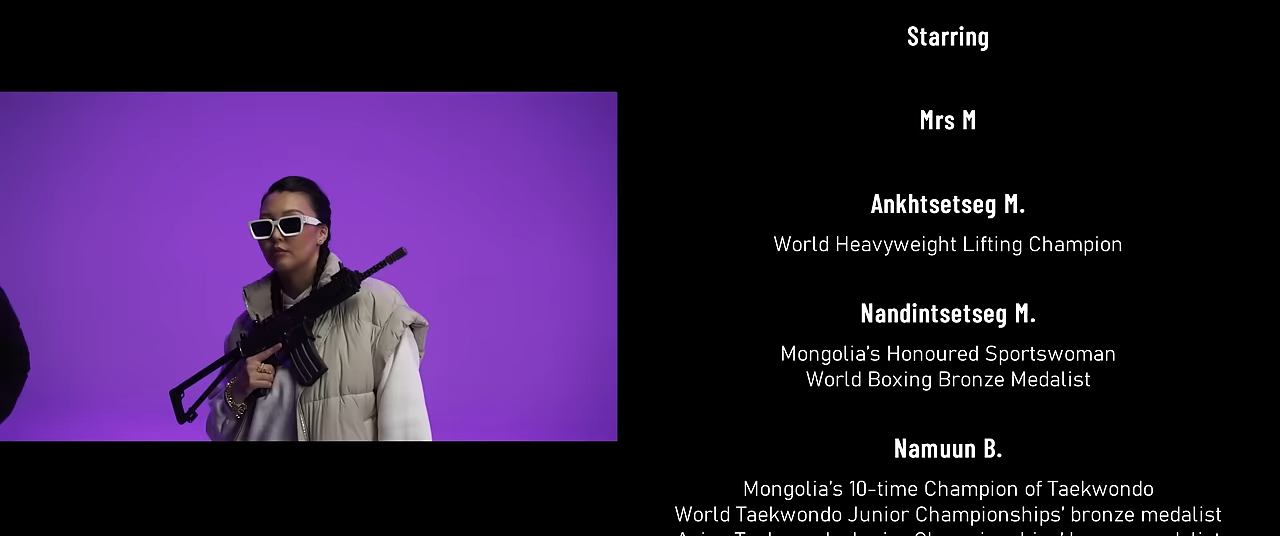 Starring
Mrs M
Ankhtsetseg M.
World Heavyweight Lifting Champion
Nandintsetseg M.
Mongolia's Honoured Sportswoman
World Boxing Bronze Medalist
Namuun B.
Mongolia's 10-time Champion of Taekwondo
World Taekwondo Junior Championships' bronze medalist